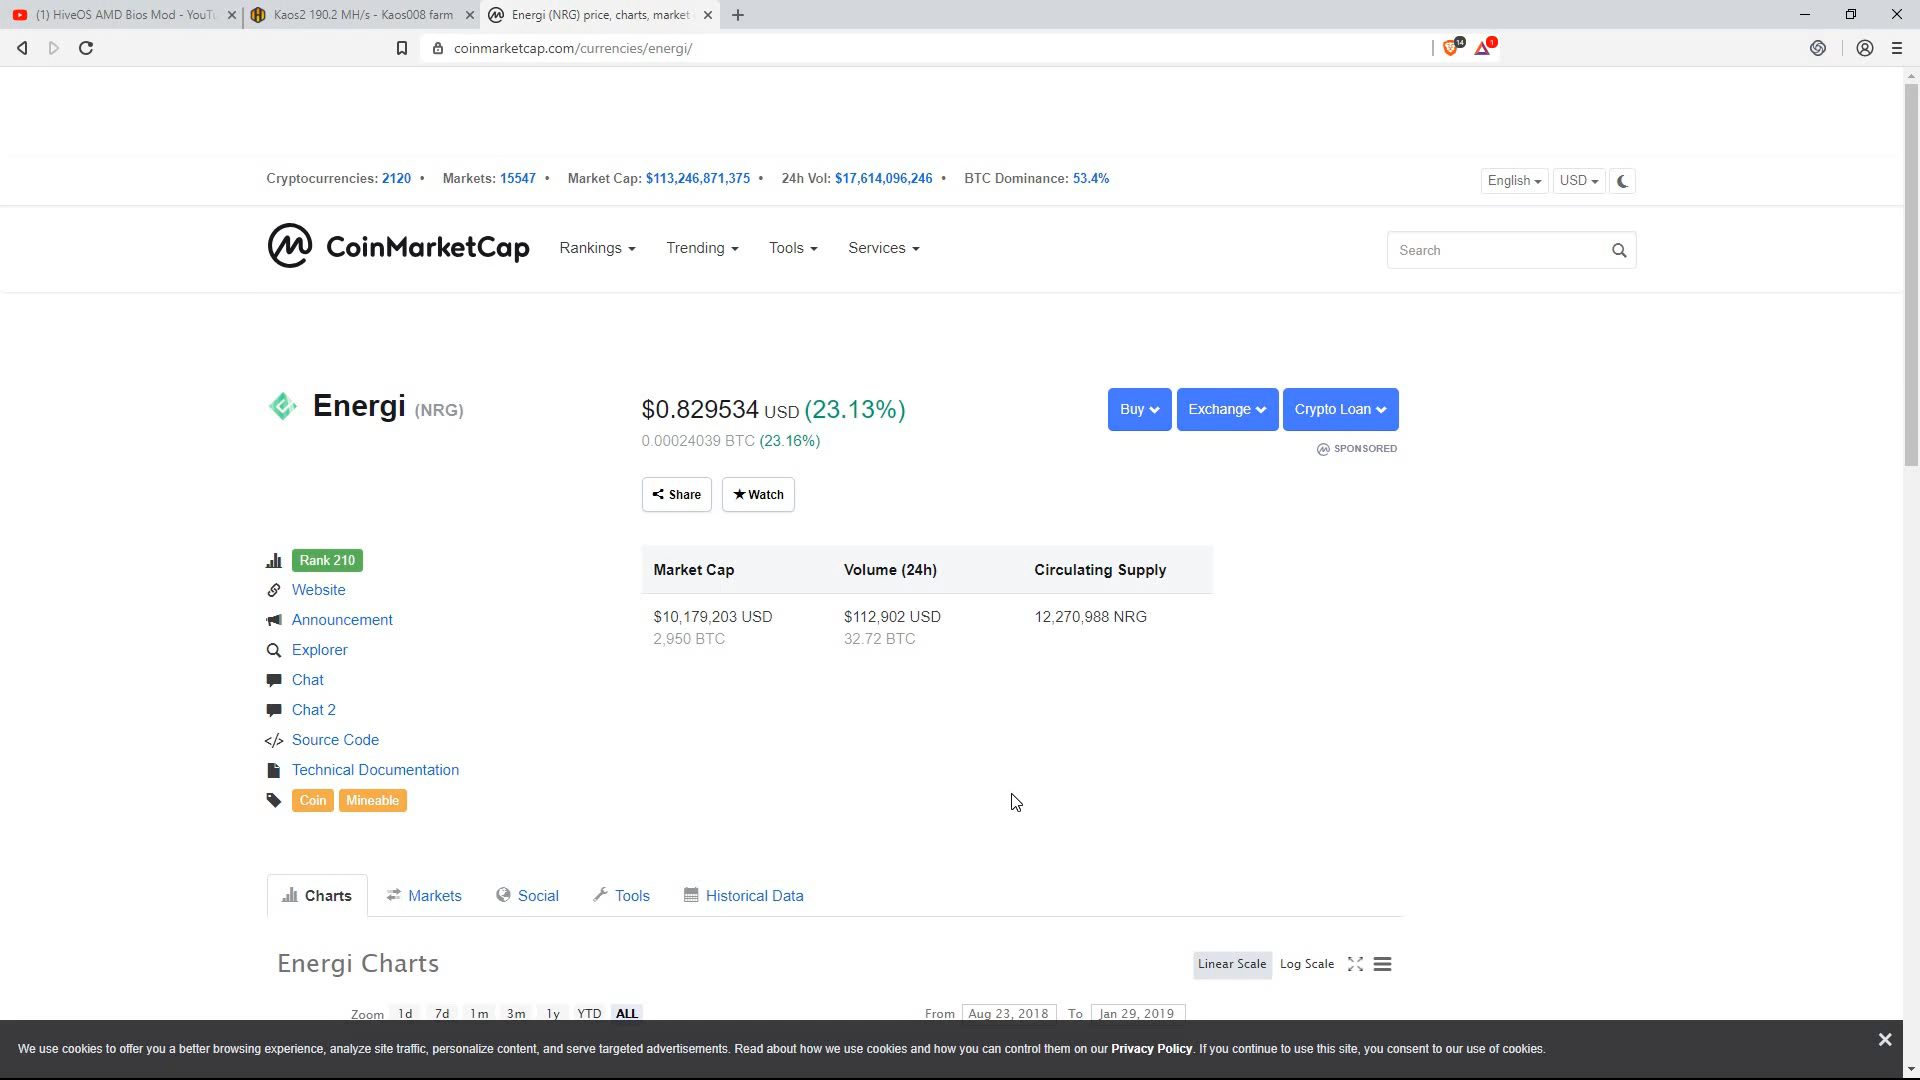 (1) HiveOS AMD Bios Mod - YouTu
Kaos2 190.2 MH/s - Kaos008 farm
Energi (NRG) price, charts, market
coinmarketcap.com/currencies/energi/
14
1
Cryptocurrencies: 2120 • Markets: 15547 • Market Cap: $113,246,871,375 • 24h Vol: $17,614,096,246 • BTC Dominance: 53.4%
English USD
CoinMarketCap Rankings Trending Tools Services
Search
Energi (NRG)
$0.829534 USD (23.13%)
0.00024039 BTC (23.16%)
Buy Exchange Crypto Loan
SPONSORED
Share Watch
Rank 210
Website
Announcement
Explorer
Chat
Chat 2
Source Code
Technical Documentation
Coin Mineable
Market Cap Volume (24h) Circulating Supply
$10,179,203 USD $112,902 USD 12,270,988 NRG
2,950 BTC 32.72 BTC
Charts Markets Social Tools Historical Data
Energi Charts
Linear Scale Log Scale
Zoom 1d 7d 1m 3m 1y YTD ALL
From Aug 23, 2018 To Jan 29, 2019
We use cookies to offer you a better browsing experience, analyze site traffic, personalize content, and serve targeted advertisements. Read about how we use cookies and how you can control them on our Privacy Policy. If you continue to use this site, you consent to our use of cookies.